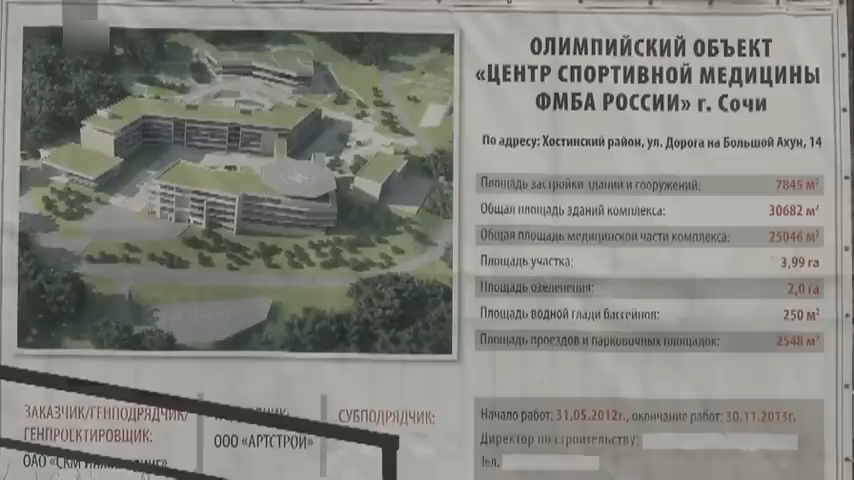 ОЛИМПИЙСКИЙ ОБЪЕКТ
«ЦЕНТР СПОРТИВНОЙ МЕДИЦИНЫ
ФМБА РОССИИ» г. Сочи
По адресу: Хостинский район, ул. Дорога на Большой Ахун, 14
Площадь застройки зданий и сооружений: 7845 м²
Общая площадь зданий комплекса: 30682 м²
Общая площадь медицинской части комплекса: 25046 м²
Площадь участка: 3,99 га
Площадь озеленения: 2,0 га
Площадь водной глади бассейнов: 250 м²
Площадь проездов и парковочных площадок: 2548 м²
ЗАКАЗЧИК/ГЕНПОДРЯДЧИК/
ГЕНПРОЕКТИРОВЩИК:
ОАО
ООО «АРТСТРОЙ»
СУБПОДРЯДЧИК:
Начало работ: 31.05.2012г., окончание работ: 30.11.2013г.
Директор по строительству:
Тел.